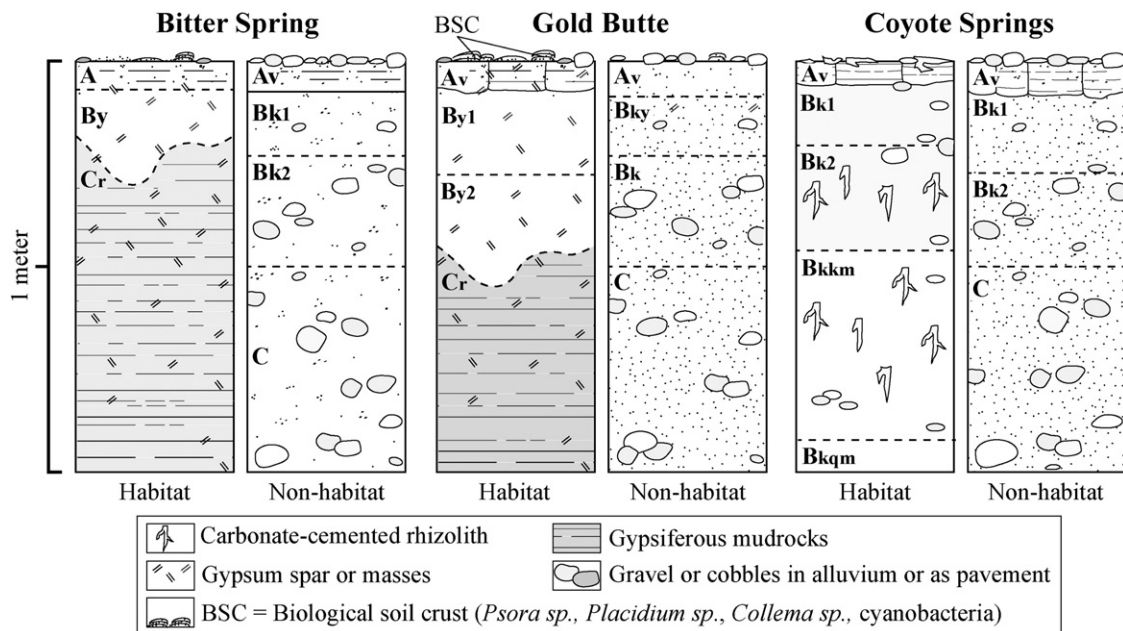 Bitter Spring
BSC
Gold Butte
Coyote Springs
1 meter
A
By
Cr
Habitat
Av
Bk1
Bk2
C
Non-habitat
Av
By1
By2
Cr
Habitat
Av
Bky
Bk
C
Non-habitat
Av
Bk1
Bk2
Bkkm
Bkqm
Habitat
Av
Bk1
Bk2
C
Non-habitat
Carbonate-cemented rhizolith
Gypsiferous mudrocks
Gypsum spar or masses
Gravel or cobbles in alluvium or as pavement
BSC = Biological soil crust (Psora sp., Placidium sp., Collema sp., cyanobacteria)